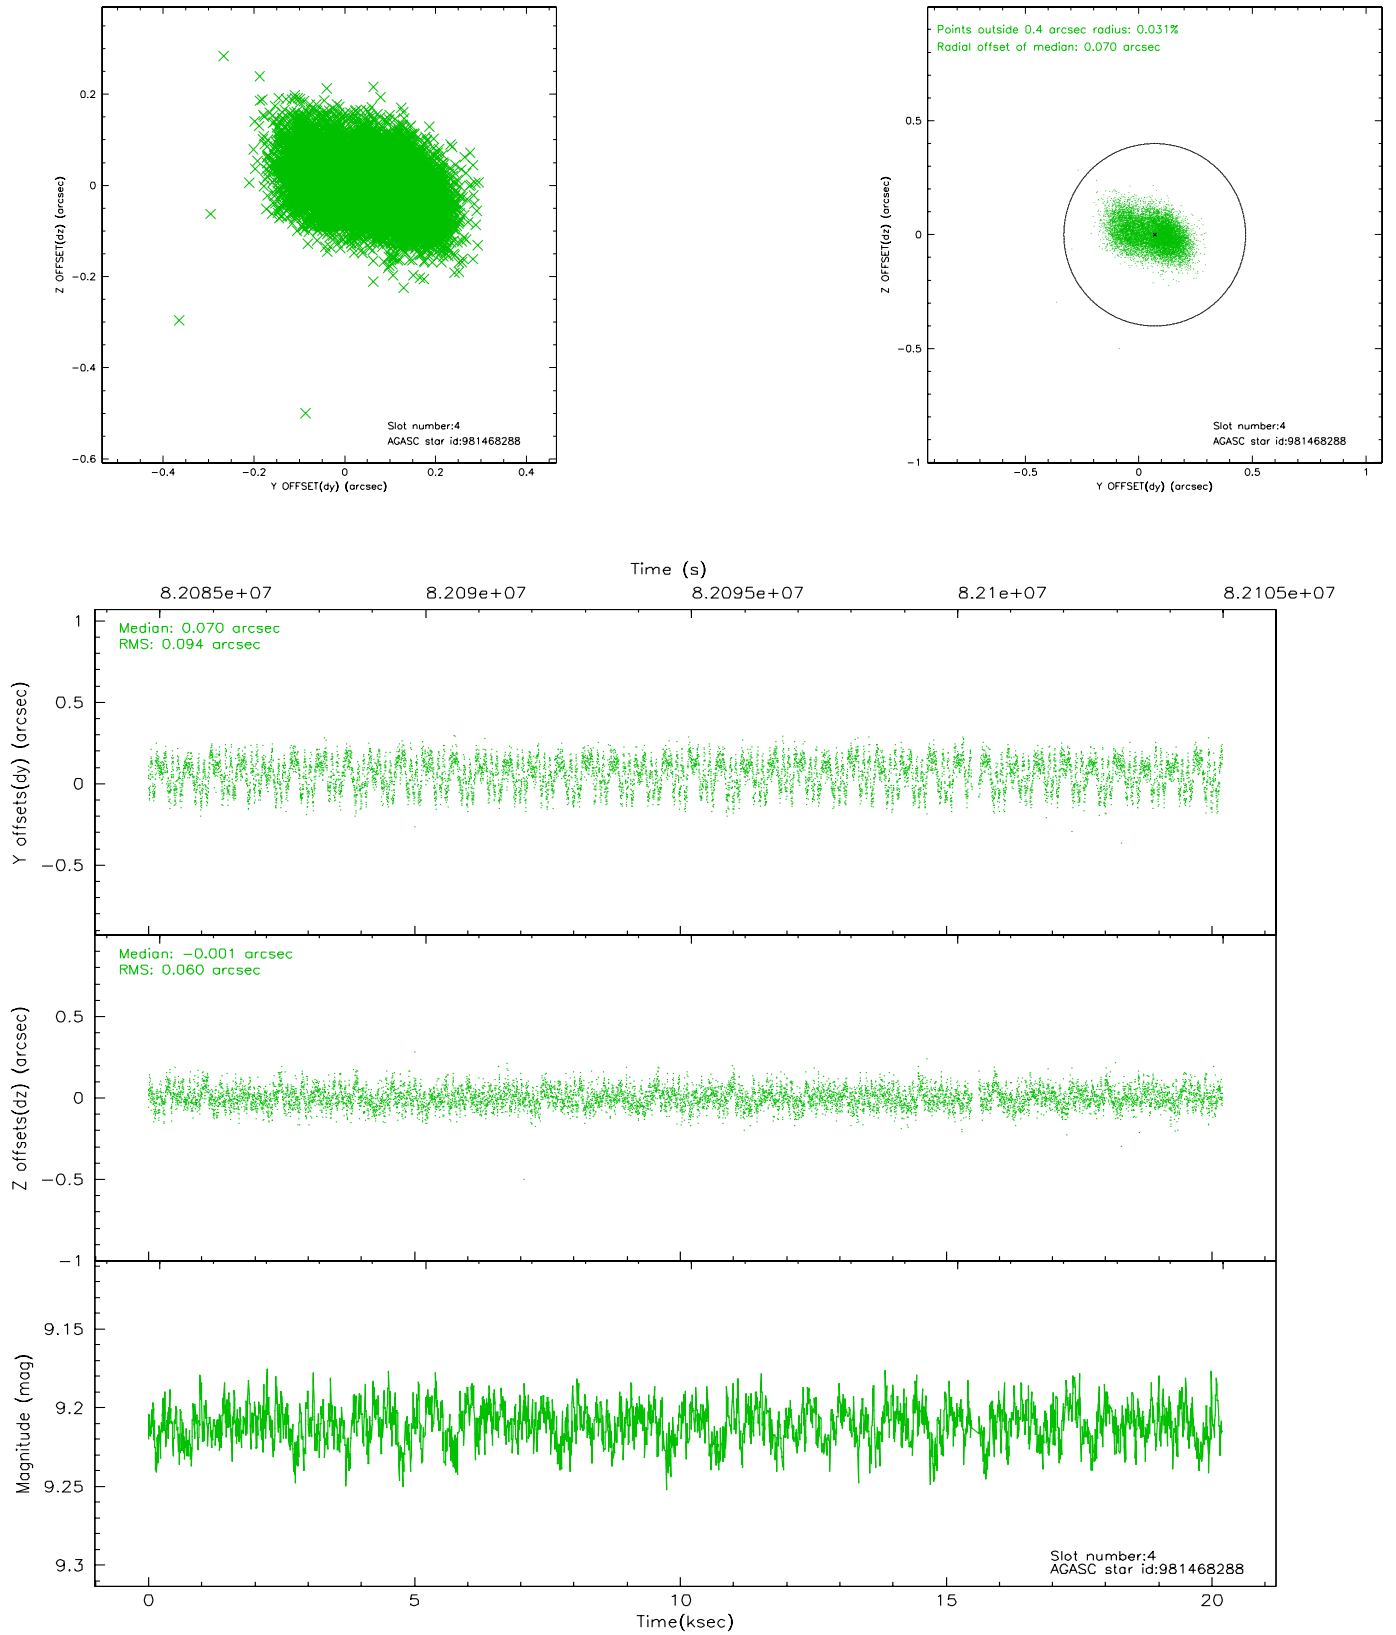 0.2
0
−0.2
−0.4
−0.6
Z OFFSET(dz) (arcsec)
Slot number:4
AGASC star id:981468288
−0.4
−0.2
0
0.2
0.4
Y OFFSET(dy) (arcsec)
Points outside 0.4 arcsec radius: 0.031%
Radial offset of median: 0.070 arcsec
0.5
0
−0.5
−1
Z OFFSET(dz) (arcsec)
Slot number:4
AGASC star id:981468288
−0.5
0
0.5
1
Y OFFSET(dy) (arcsec)
Time (s)
8.2085e+07
8.209e+07
8.2095e+07
8.21e+07
8.2105e+07
Median: 0.070 arcsec
RMS: 0.094 arcsec
1
0.5
0
−0.5
Y offsets(dy) (arcsec)
Median: −0.001 arcsec
RMS: 0.060 arcsec
0.5
0
−0.5
−1
Z offsets(dz) (arcsec)
9.15
9.2
9.25
9.3
Magnitude (mag)
Slot number:4
AGASC star id:981468288
0
5
10
15
20
Time(ksec)